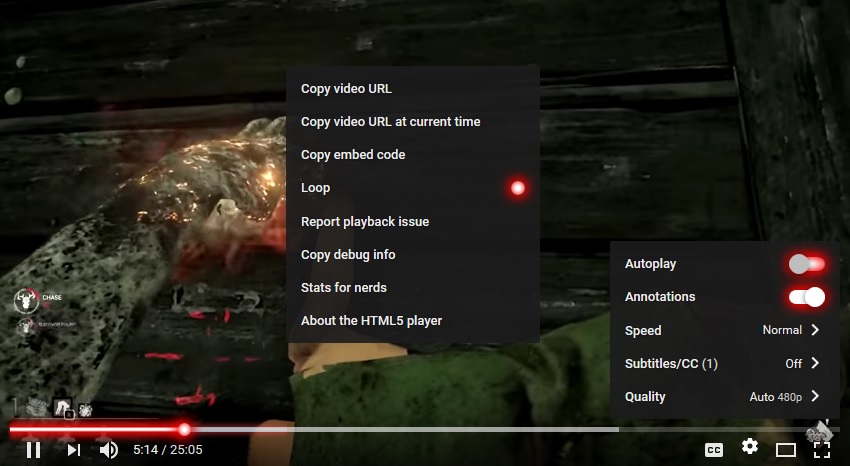 Copy video URL
Copy video URL at current time
Copy embed code
Loop
Report playback issue
Copy debug info
Stats for nerds
About the HTML5 player
Autoplay
Annotations
Speed Normal
Subtitles/CC (1) Off
Quality Auto 480p
CHASE
5:14 / 25:05
CC